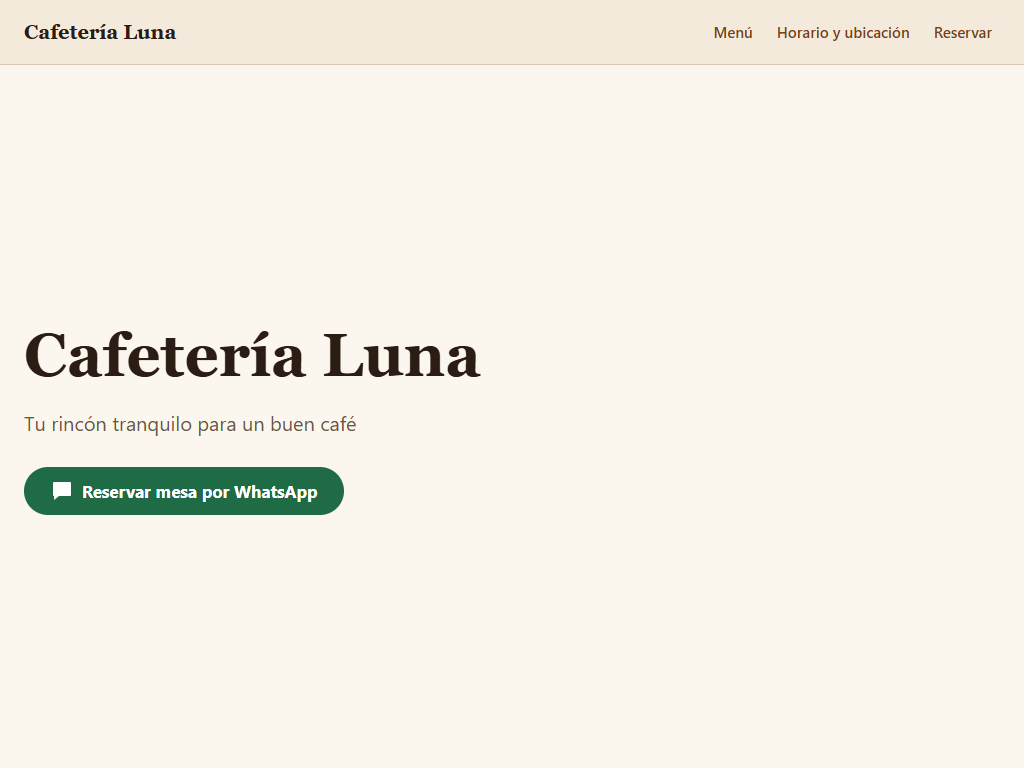 Cafetería Luna
Menú
Horario y ubicación
Reservar
Cafetería Luna
Tu rincón tranquilo para un buen café
Reservar mesa por WhatsApp